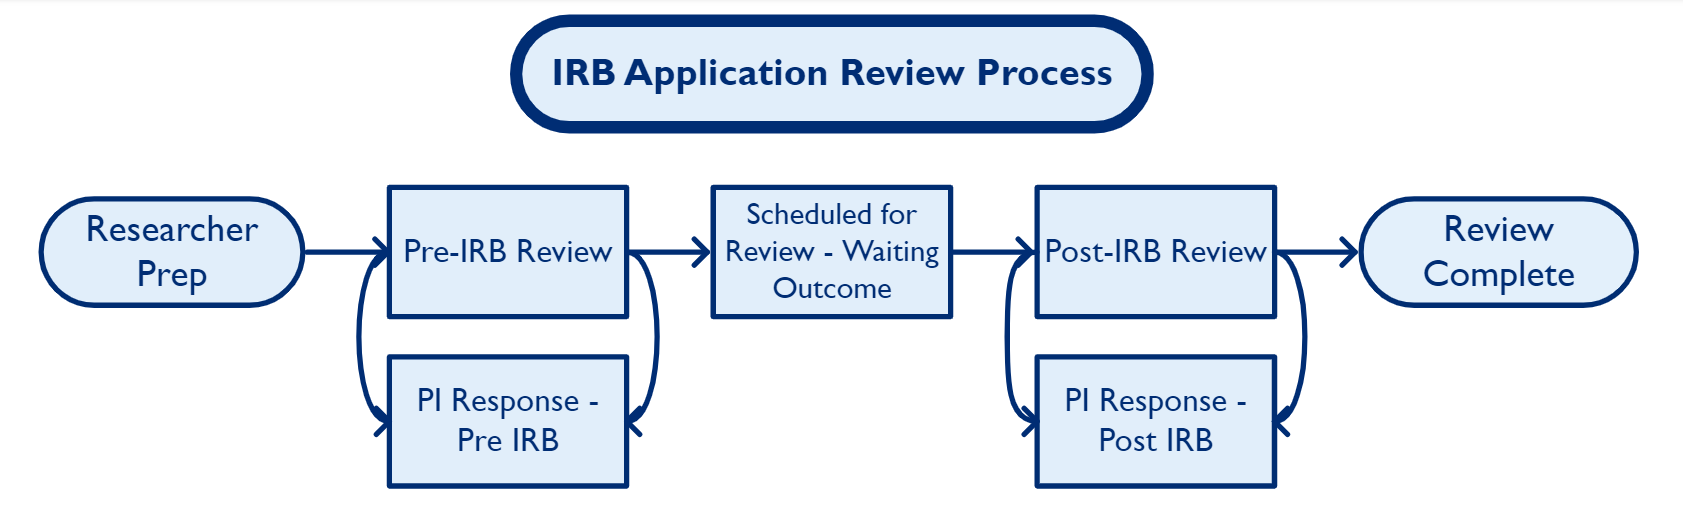 IRB Application Review Process
Researcher
Prep
Pre-IRB Review
Scheduled for
Review - Waiting
Outcome
Post-IRB Review
Review
Complete
PI Response -
Pre IRB
PI Response -
Post IRB